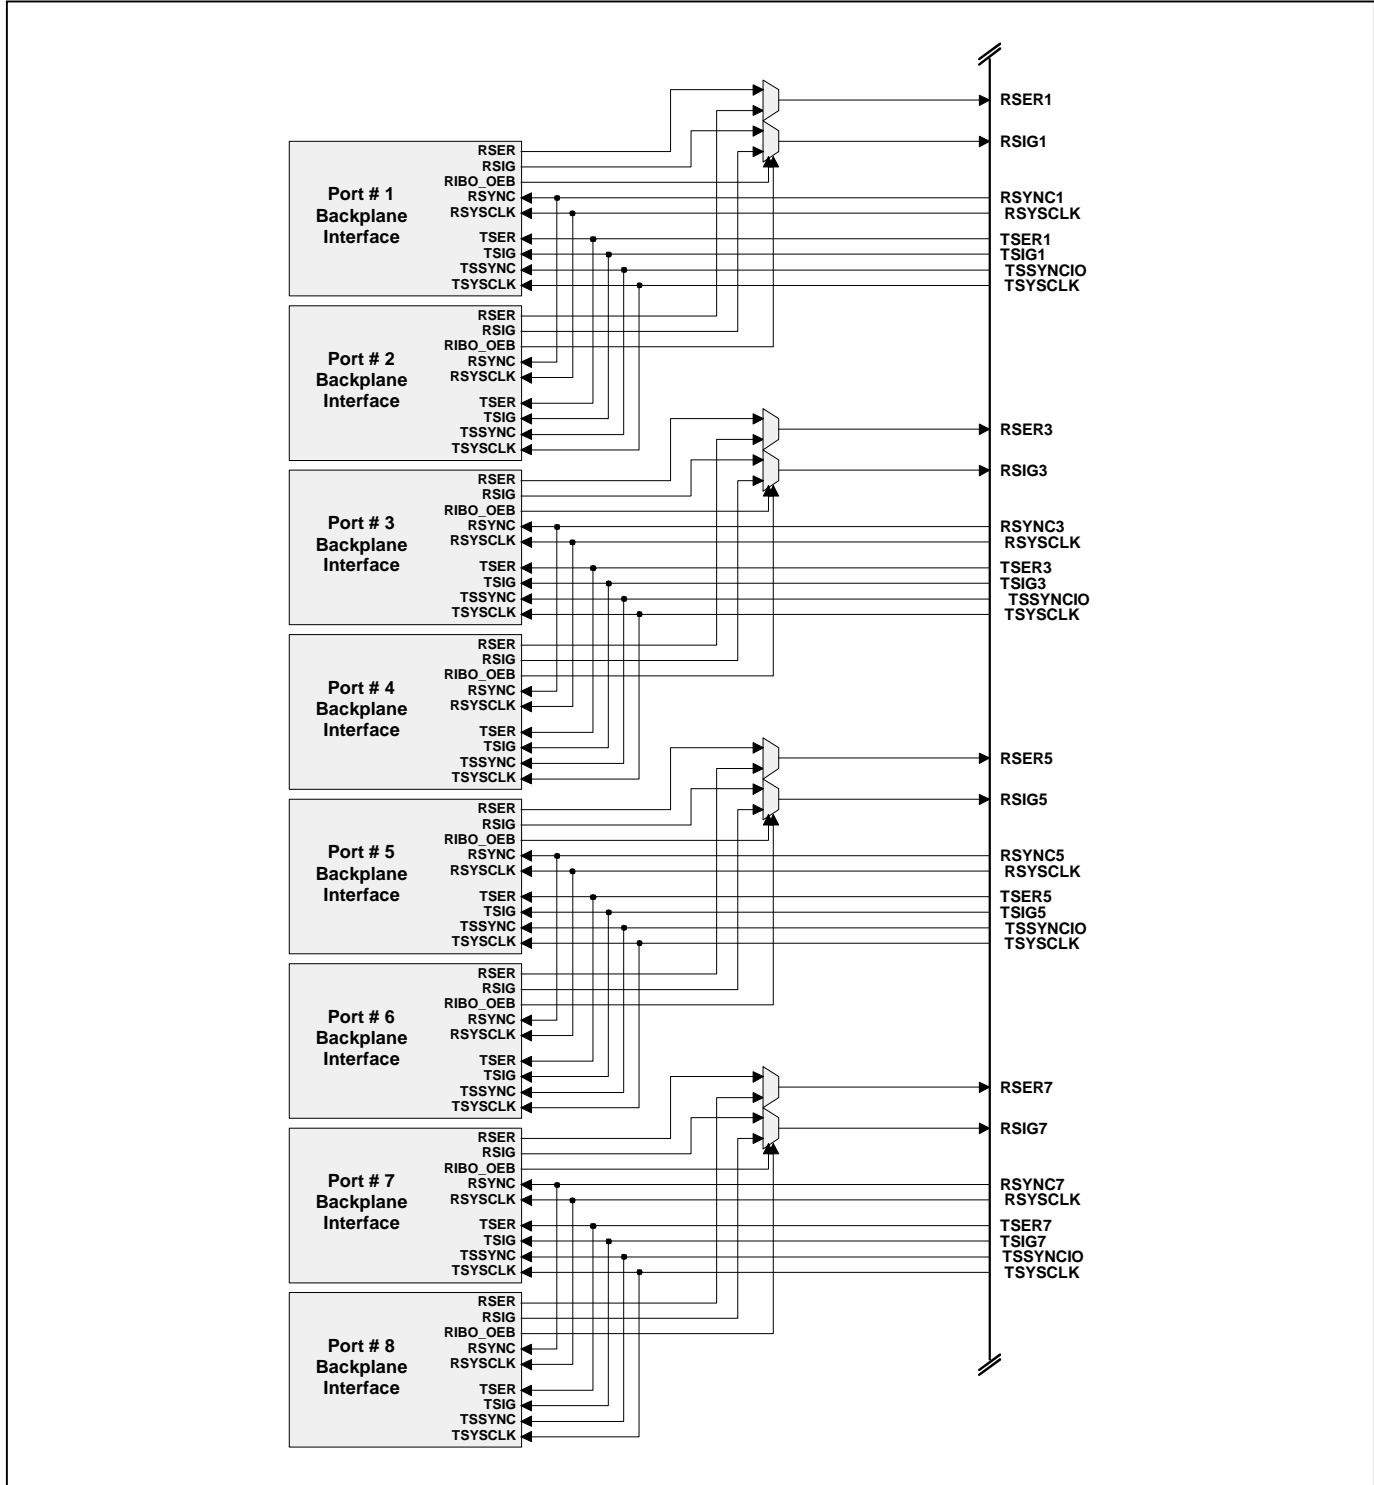 RSER1
RSIG1
Port # 1
Backplane
Interface
RSER
RSIG
RIBO_OEB
RSYNC
RSYSCLK
TSER
TSIG
TSSYNC
TSYSCLK
RSYNC1
RSYSCLK
TSER1
TSIG1
TSSYNCIO
TSYSCLK
Port # 2
Backplane
Interface
RSER
RSIG
RIBO_OEB
RSYNC
RSYSCLK
TSER
TSIG
TSSYNC
TSYSCLK
RSER3
RSIG3
Port # 3
Backplane
Interface
RSER
RSIG
RIBO_OEB
RSYNC
RSYSCLK
TSER
TSIG
TSSYNC
TSYSCLK
RSYNC3
RSYSCLK
TSER3
TSIG3
TSSYNCIO
TSYSCLK
Port # 4
Backplane
Interface
RSER
RSIG
RIBO_OEB
RSYNC
RSYSCLK
TSER
TSIG
TSSYNC
TSYSCLK
RSER5
RSIG5
Port # 5
Backplane
Interface
RSER
RSIG
RIBO_OEB
RSYNC
RSYSCLK
TSER
TSIG
TSSYNC
TSYSCLK
RSYNC5
RSYSCLK
TSER5
TSIG5
TSSYNCIO
TSYSCLK
Port # 6
Backplane
Interface
RSER
RSIG
RIBO_OEB
RSYNC
RSYSCLK
TSER
TSIG
TSSYNC
TSYSCLK
RSER7
RSIG7
Port # 7
Backplane
Interface
RSER
RSIG
RIBO_OEB
RSYNC
RSYSCLK
TSER
TSIG
TSSYNC
TSYSCLK
RSYNC7
RSYSCLK
TSER7
TSIG7
TSSYNCIO
TSYSCLK
Port # 8
Backplane
Interface
RSER
RSIG
RIBO_OEB
RSYNC
RSYSCLK
TSER
TSIG
TSSYNC
TSYSCLK